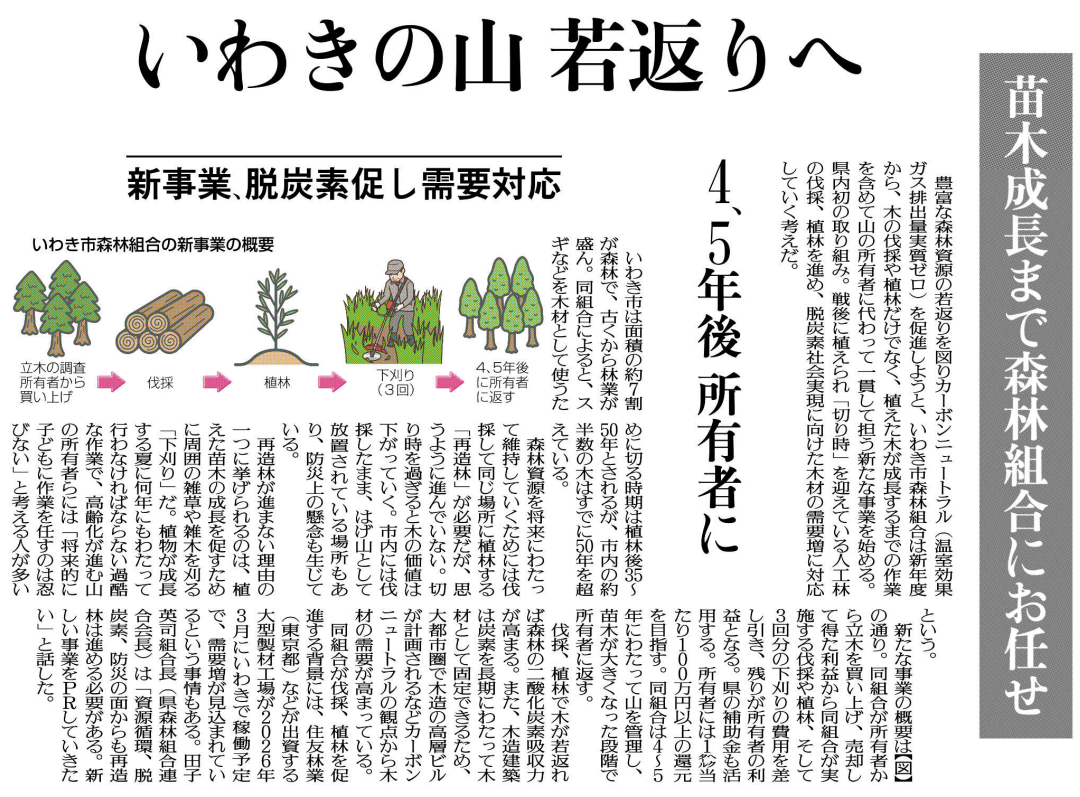 いわきの山 若返りへ
苗木成長まで森林組合にお任せ
新事業、脱炭素促し需要対応
4、5年後 所有者に
豊富な森林資源の若返りを図りカーボンニュートラル（温室効果
ガス排出量実質ゼロ）を促進しようと、いわき市森林組合は新年度
から、木の伐採や植林だけでなく、植えた木が成長するまでの作業
を含めて山の所有者に代わって一貫して担う新たな事業を始める。
県内初の取り組み。戦後に植えられ「切り時」を迎えている人工林
の伐採、植林を進め、脱炭素社会実現に向けた木材の需要増に対応
していく考えだ。
いわき市森林組合の新事業の概要
立木の調査
所有者から
買い上げ
伐採
植林
下刈り
（3回）
4、5年後
に所有者
に返す
いわき市は面積の約7割
が森林で、古くから林業が
盛ん。同組合によると、ス
ギなどを木材として使うた
めに切る時期は植林後35～
50年とされるが、市内の約
半数の木はすでに50年を超
えている。
森林資源を将来にわたっ
て維持していくためには伐
採して同じ場所に植林する
「再造林」が必要だが、思
うように進んでいない。切
り時を過ぎると木の価値は
下がっていく。市内には伐
採したまま、はげ山として
放置されている場所もあ
り、防災上の懸念も生じて
いる。
再造林が進まない理由の
一つに挙げられるのは、植
えた苗木の成長を促すため
に周囲の雑草や雑木を刈る
「下刈り」だ。植物が成長
する夏に何年にもわたって
行わなければならない過酷
な作業で、高齢化が進む山
の所有者らには「将来的に
子どもに作業を任すのは忍
びない」と考える人が多い
という。
新たな事業の概要は【図】
の通り。同組合が所有者か
ら立木を買い上げ、売却し
て得た利益から同組合が実
施する伐採や植林、そして
3回分の下刈りの費用を差
し引き、残りが所有者の利
益となる。県の補助金も活
用する。所有者には1㌶当
たり100万円以上の還元
を目指す。同組合は4～5
年にわたって山を管理し、
苗木が大きくなった段階で
所有者に返す。
伐採、植林で木が若返れ
ば森林の二酸化炭素吸収力
が高まる。また、木造建築
は炭素を長期にわたって木
材として固定できるため、
大都市圏で木造の高層ビル
が計画されるなどカーボン
ニュートラルの観点から木
材の需要が高まっている。
同組合が伐採、植林を促
進する背景には、住友林業
（東京都）などが出資する
大型製材工場が2026年
3月にいわきで稼働予定
で、需要増が見込まれてい
るという事情もある。田子
英司組合長（県森林組合連
合会長）は「資源循環、脱
炭素、防災の面からも再造
林は進める必要がある。新
しい事業をPRしていきた
い」と話した。